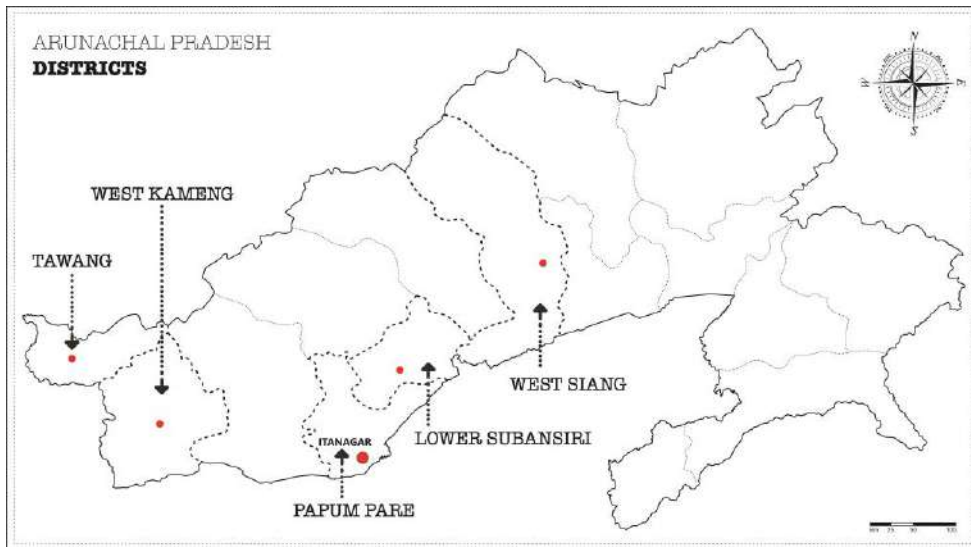 ARUNACHAL PRADESH
DISTRICTS
N
W
E
S
WEST KAMENG
TAWANG
WEST SIANG
LOWER SUBANSIRI
ITANAGAR
PAPUM PARE